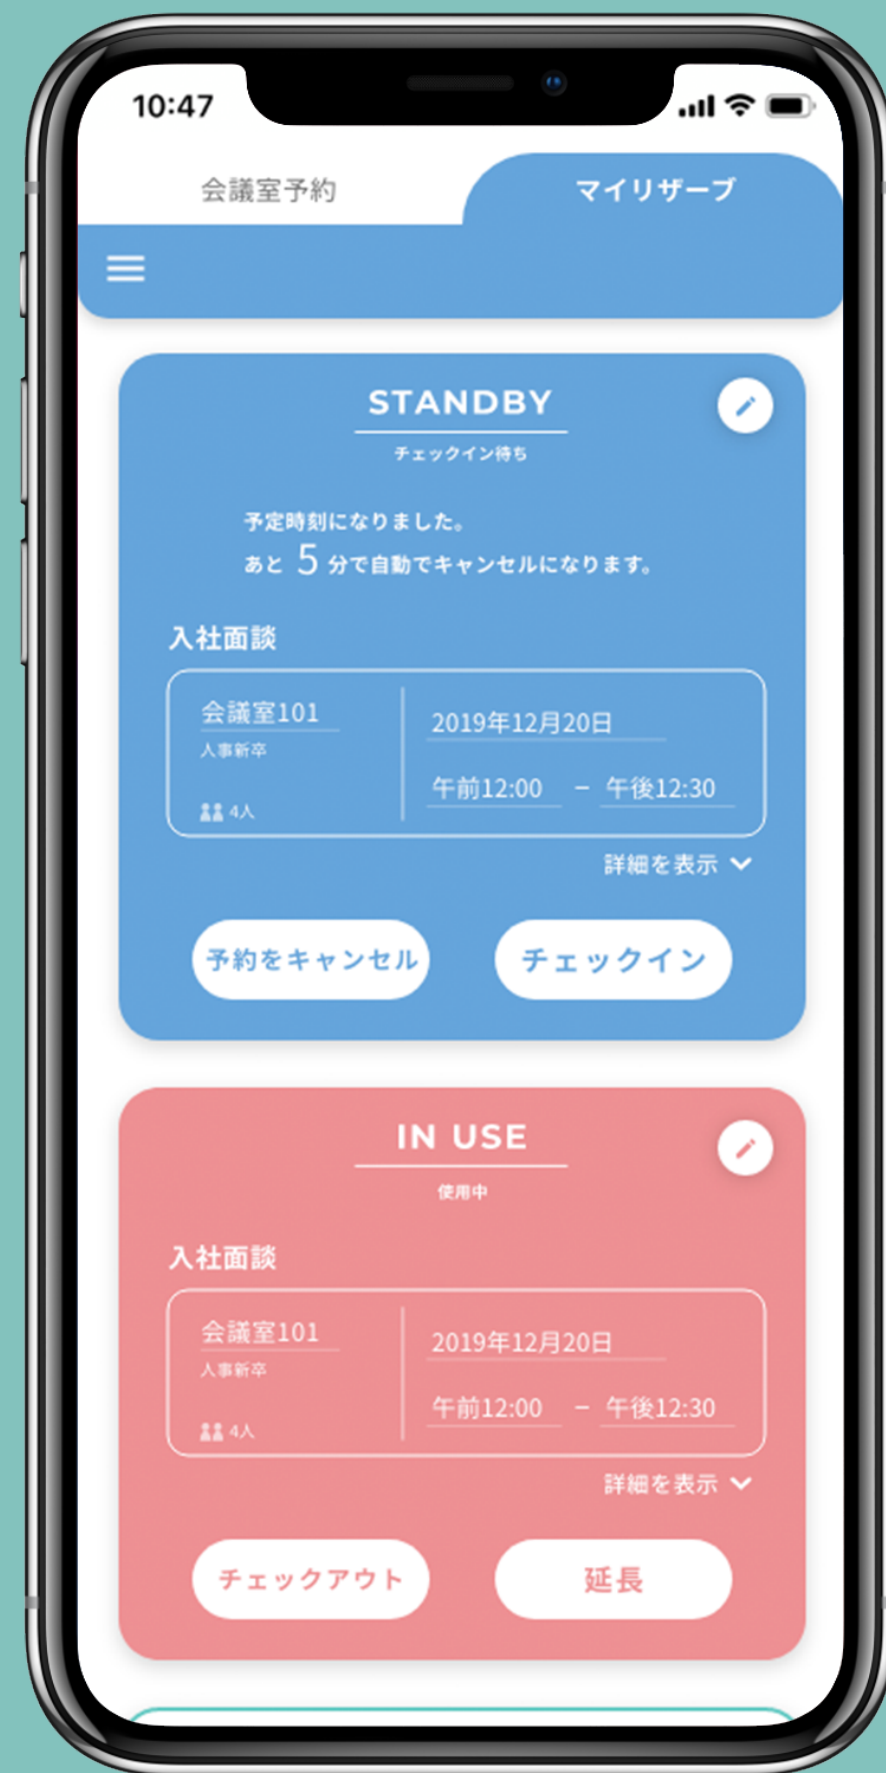 10:47
会議室予約
マイリザーブ
STANDBY
チェックイン待ち
予定時刻になりました。
あと 5 分で自動でキャンセルになります。
入社面談
会議室101
人事新卒
4人
2019年12月20日
午前12:00 − 午後12:30
詳細を表示
予約をキャンセル
チェックイン
IN USE
使用中
入社面談
会議室101
人事新卒
4人
2019年12月20日
午前12:00 − 午後12:30
詳細を表示
チェックアウト
延長